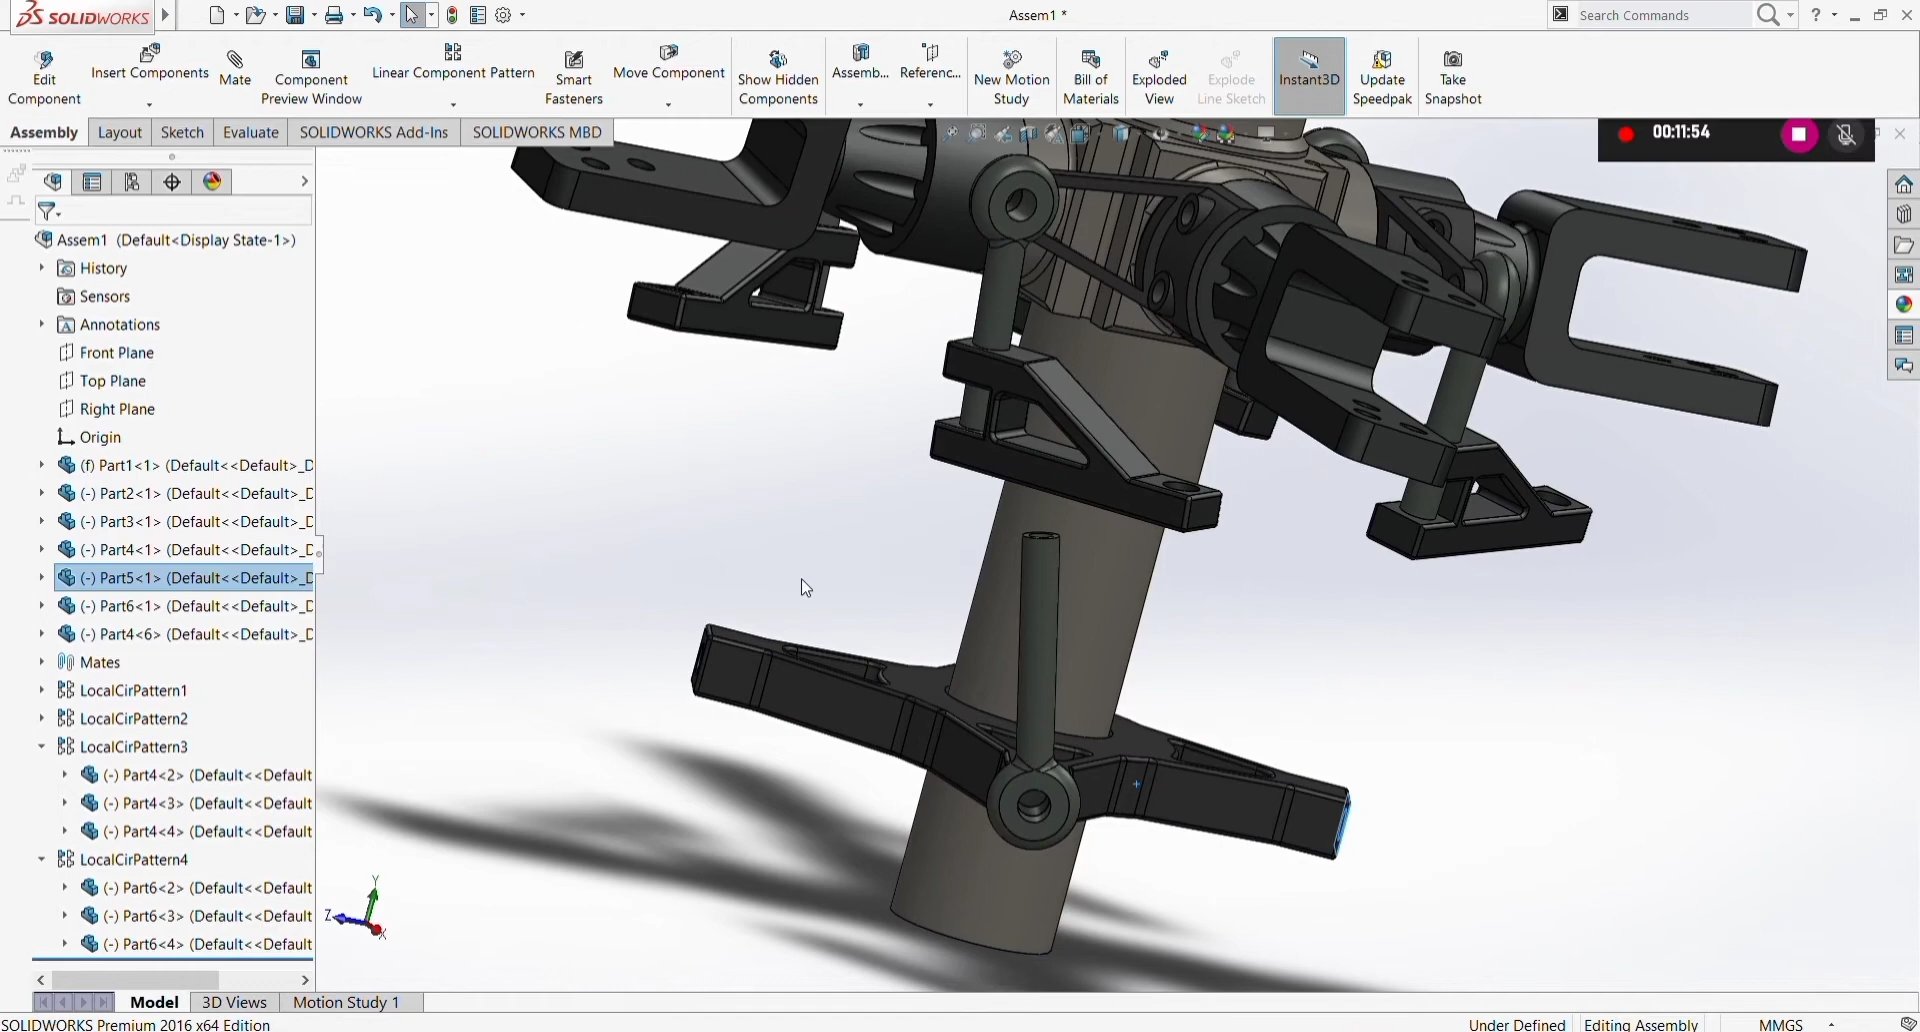 SOLIDWORKS
Assem1 *
Search Commands
?
Edit Component
Insert Components
Mate
Component Preview Window
Linear Component Pattern
Smart Fasteners
Move Component
Show Hidden Components
Assemb...
Referenc...
New Motion Study
Bill of Materials
Exploded View
Explode Line Sketch
Instant3D
Update Speedpak
Take Snapshot
Assembly
Layout
Sketch
Evaluate
SOLIDWORKS Add-Ins
SOLIDWORKS MBD
00:11:54
Assem1 (Default<Display State-1>)
History
Sensors
Annotations
Front Plane
Top Plane
Right Plane
Origin
(f) Part1<1> (Default<<Default>_D
(-) Part2<1> (Default<<Default>_D
(-) Part3<1> (Default<<Default>_D
(-) Part4<1> (Default<<Default>_D
(-) Part5<1> (Default<<Default>_D
(-) Part6<1> (Default<<Default>_D
(-) Part4<6> (Default<<Default>_D
Mates
LocalCirPattern1
LocalCirPattern2
LocalCirPattern3
(-) Part4<2> (Default<<Default
(-) Part4<3> (Default<<Default
(-) Part4<4> (Default<<Default
LocalCirPattern4
(-) Part6<2> (Default<<Default
(-) Part6<3> (Default<<Default
(-) Part6<4> (Default<<Default
Y
Z
X
Model
3D Views
Motion Study 1
SOLIDWORKS Premium 2016 x64 Edition
Under Defined
Editing Assembly
MMGS